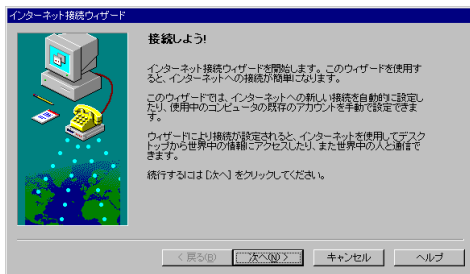 インターネット接続ウィザード
接続しよう!
インターネット接続ウィザードを開始します。このウィザードを使用す
ると、インターネットへの接続が簡単になります。
このウィザードでは、インターネットへの新しい接続を自動的に設定し
たり、使用中のコンピュータの既存のアカウントを手動で設定できま
す。
ウィザードにより接続が設定されると、インターネットを使用してデスク
トップから世界中の情報にアクセスしたり、また世界中の人と通信で
きます。
続行するには [次へ] をクリックしてください。
< 戻る(B)
次へ(N) >
キャンセル
ヘルプ